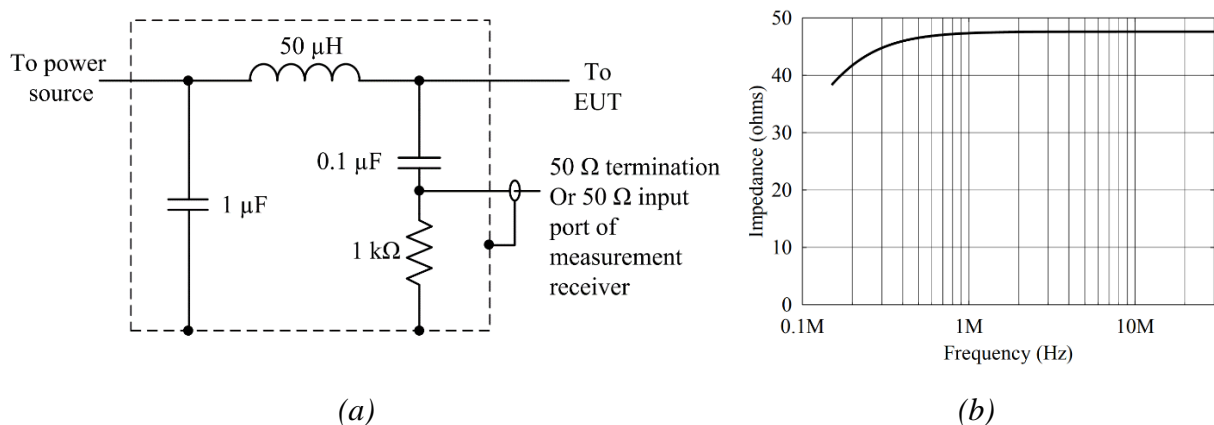 50 µH
To power
source
To
EUT
0.1 µF
1 µF
1 kΩ
50 Ω termination
Or 50 Ω input
port of
measurement
receiver
(a)
50
40
30
20
10
0
Impedance (ohms)
0.1M
1M
10M
Frequency (Hz)
(b)